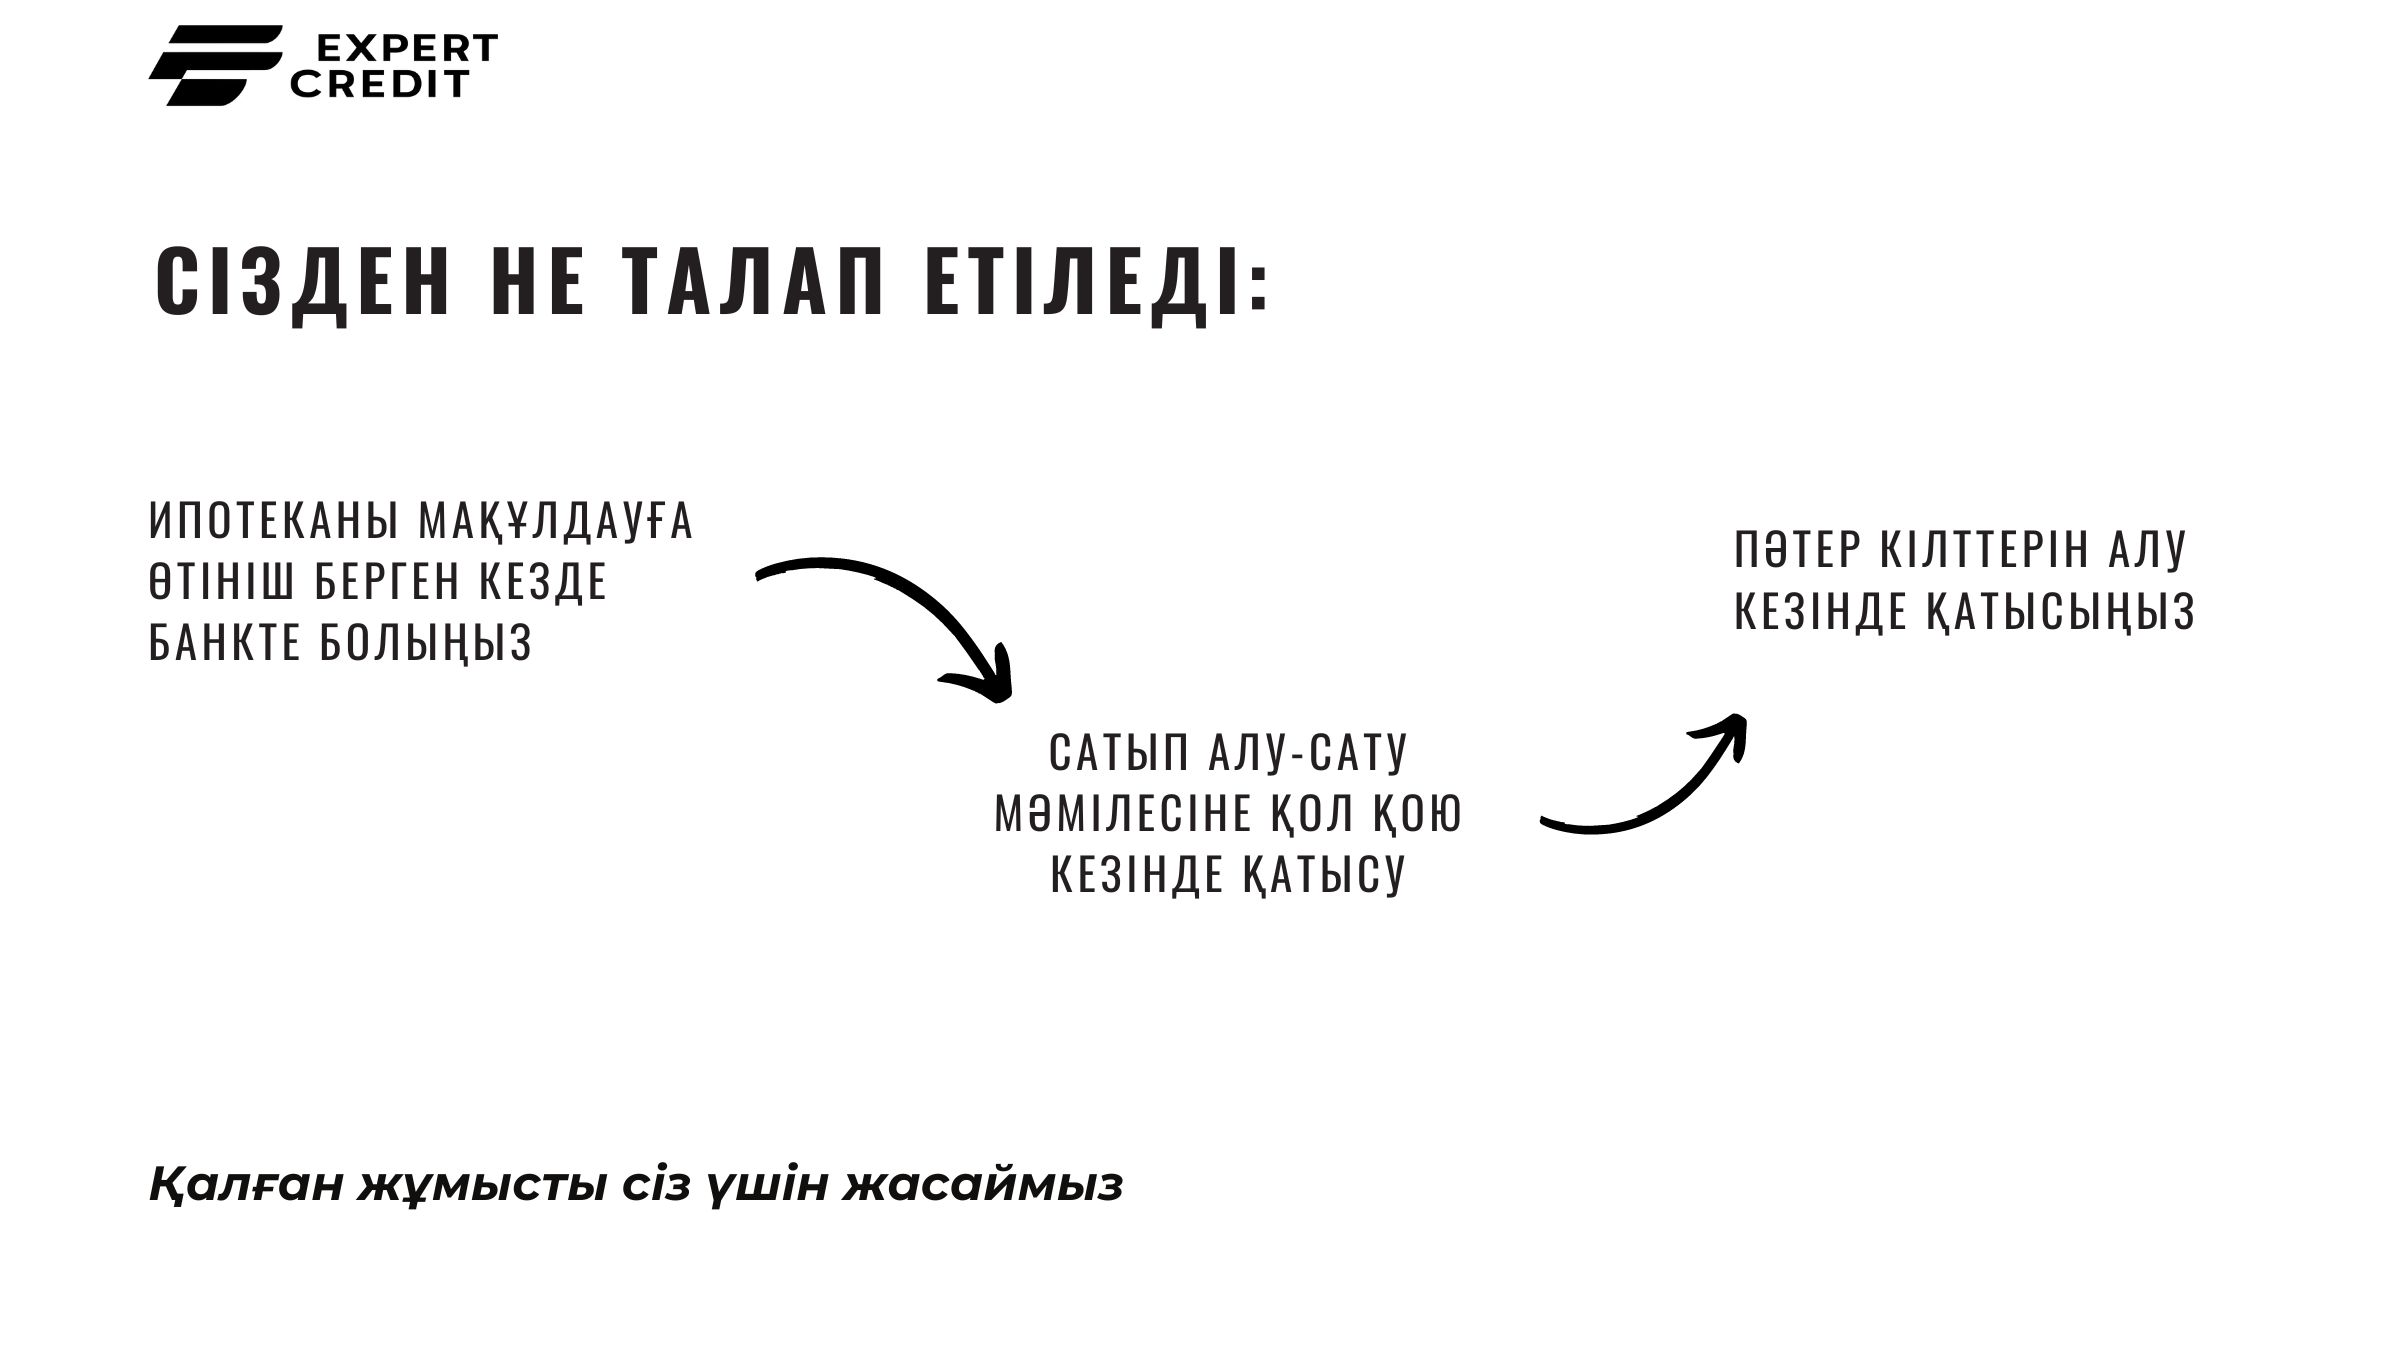 EXPERT
CREDIT
СІЗДЕН НЕ ТАЛАП ЕТІЛЕДІ:
ИПОТЕКАНЫ МАҚҰЛДАУҒА
ӨТІНІШ БЕРГЕН КЕЗДЕ
БАНКТЕ БОЛЫҢЫЗ
САТЫП АЛУ-САТУ
МӘМІЛЕСІНЕ ҚОЛ ҚОЮ
КЕЗІНДЕ ҚАТЫСУ
ПӘТЕР КІЛТТЕРІН АЛУ
КЕЗІНДЕ ҚАТЫСЫҢЫЗ
Қалған жұмысты сіз үшін жасаймыз